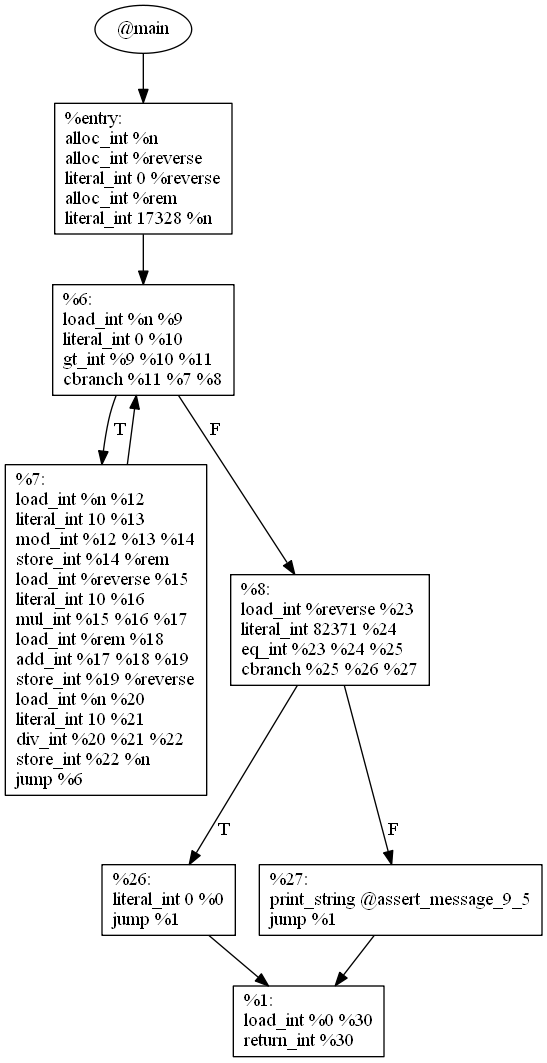 @main
%entry:
alloc_int %n
alloc_int %reverse
literal_int 0 %reverse
alloc_int %rem
literal_int 17328 %n
%6:
load_int %n %9
literal_int 0 %10
gt_int %9 %10 %11
cbranch %11 %7 %8
T
F
%7:
load_int %n %12
literal_int 10 %13
mod_int %12 %13 %14
store_int %14 %rem
load_int %reverse %15
literal_int 10 %16
mul_int %15 %16 %17
load_int %rem %18
add_int %17 %18 %19
store_int %19 %reverse
load_int %n %20
literal_int 10 %21
div_int %20 %21 %22
store_int %22 %n
jump %6
%8:
load_int %reverse %23
literal_int 82371 %24
eq_int %23 %24 %25
cbranch %25 %26 %27
T
F
%26:
literal_int 0 %0
jump %1
%27:
print_string @assert_message_9_5
jump %1
%1:
load_int %0 %30
return_int %30